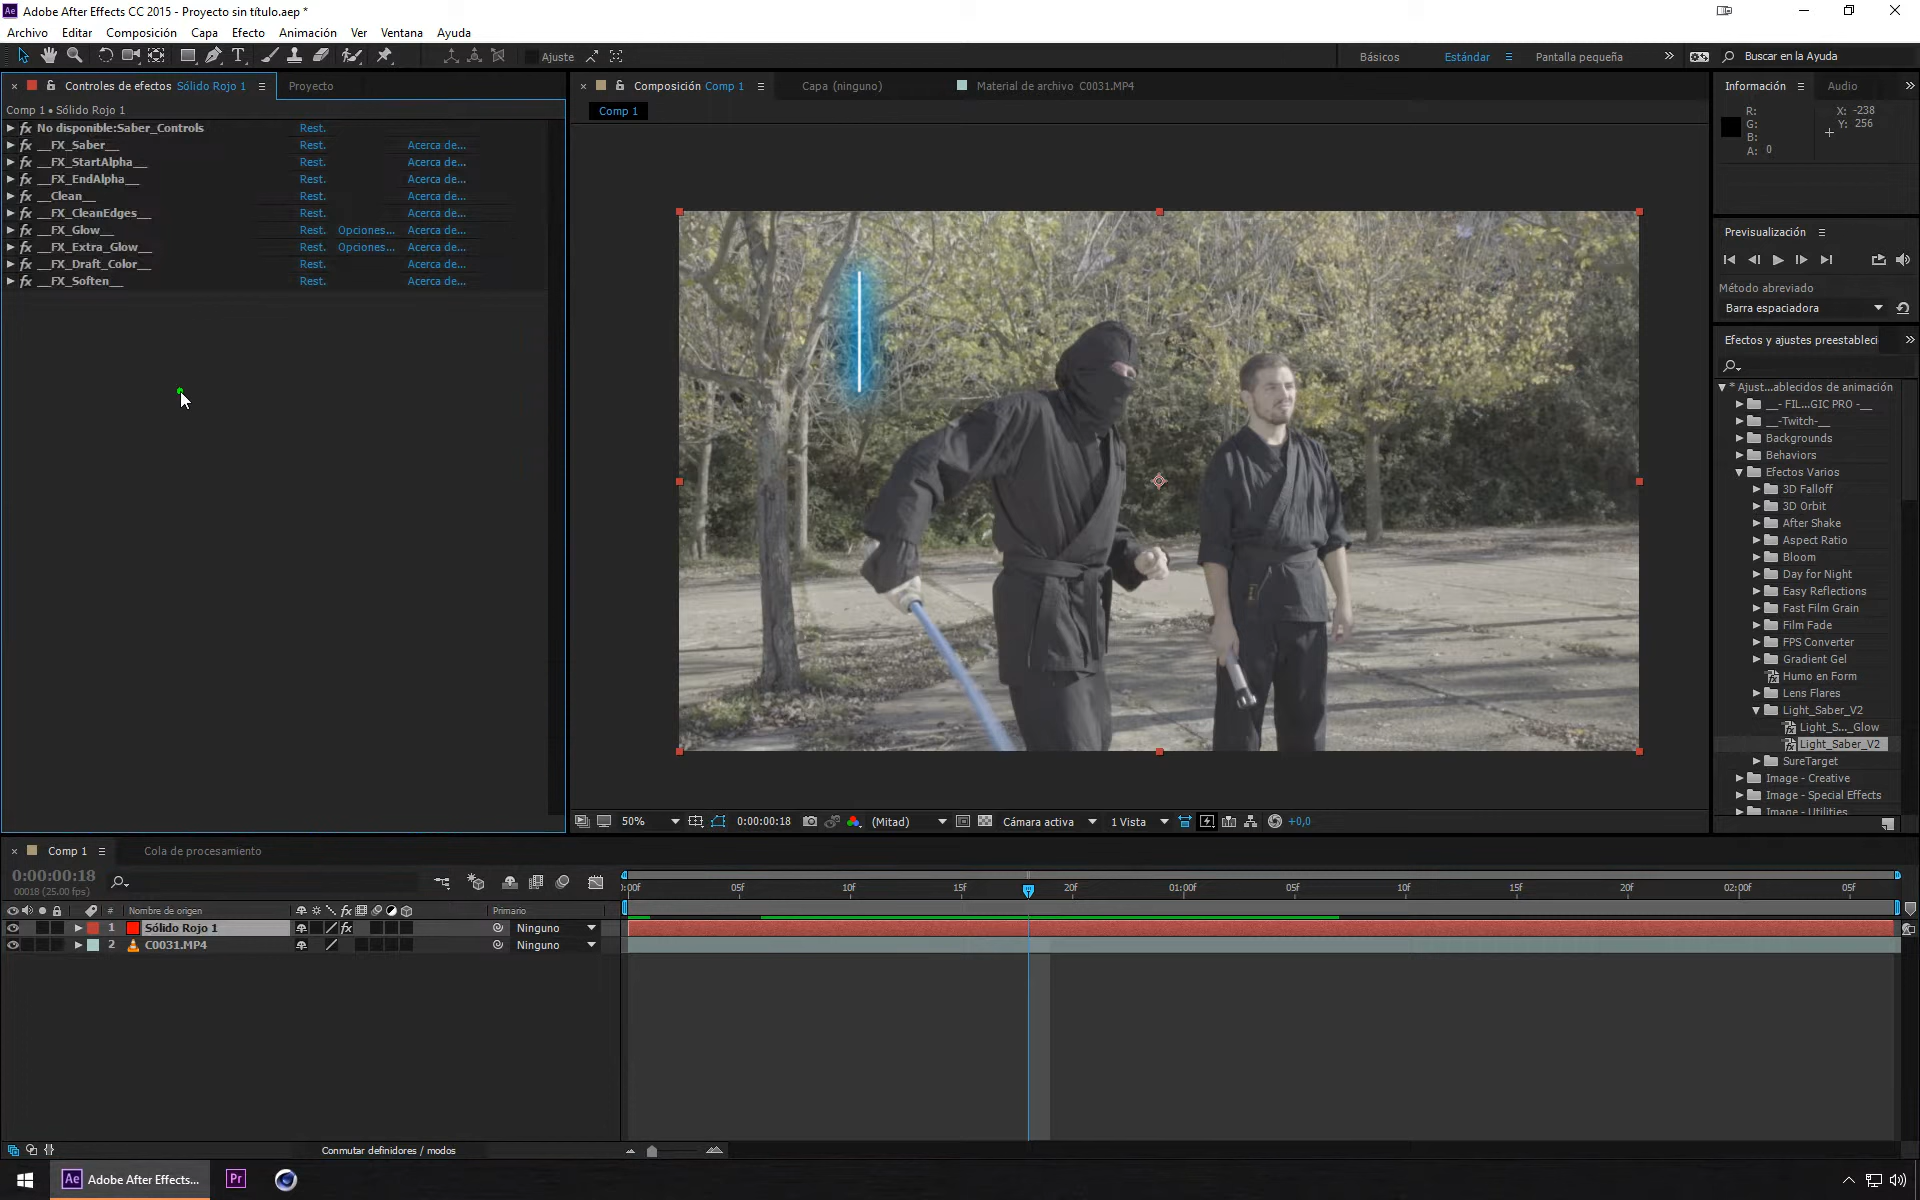 Adobe After Effects CC 2015 - Proyecto sin título.aep *
Archivo Editar Composición Capa Efecto Animación Ver Ventana Ayuda
Ajuste Básicos Estándar Pantalla pequeña Buscar en la Ayuda
Controles de efectos Sólido Rojo 1 Proyecto
Comp 1 • Sólido Rojo 1
No disponible:Saber_Controls Rest.
__FX_Saber__ Rest. Acerca de...
__FX_StartAlpha__ Rest. Acerca de...
__FX_EndAlpha__ Rest. Acerca de...
__Clean__ Rest. Acerca de...
__FX_CleanEdges__ Rest. Acerca de...
__FX_Glow__ Rest. Opciones... Acerca de...
__FX_Extra_Glow__ Rest. Opciones... Acerca de...
__FX_Draft_Color__ Rest. Acerca de...
__FX_Soften__ Rest. Acerca de...
Composición Comp 1 Capa (ninguno) Material de archivo C0031.MP4
Comp 1
50% 0:00:00:18 (Mitad) Cámara activa 1 Vista +0,0
Información Audio
R: X: -238
G: Y: 256
B:
A: 0
Previsualización
Método abreviado
Barra espaciadora
Efectos y ajustes preestableci
* Ajust...ablecidos de animación
__- FIL...GIC PRO -__
__-Twitch-__
Backgrounds
Behaviors
Efectos Varios
3D Falloff
3D Orbit
After Shake
Aspect Ratio
Bloom
Day for Night
Easy Reflections
Fast Film Grain
Film Fade
FPS Converter
Gradient Gel
Humo en Form
Lens Flares
Light_Saber_V2
Light_S..._Glow
Light_Saber_V2
SureTarget
Image - Creative
Image - Special Effects
Image - Utilities
Comp 1 Cola de procesamiento
0:00:00:18
00018 (25.00 fps)
):00f 05f 10f 15f 20f 01:00f 05f 10f 15f 20f 02:00f 05f
# Nombre de origen fx Primario
1 Sólido Rojo 1 fx Ninguno
2 C0031.MP4 Ninguno
Conmutar definidores / modos
Ae Adobe After Effects... Pr